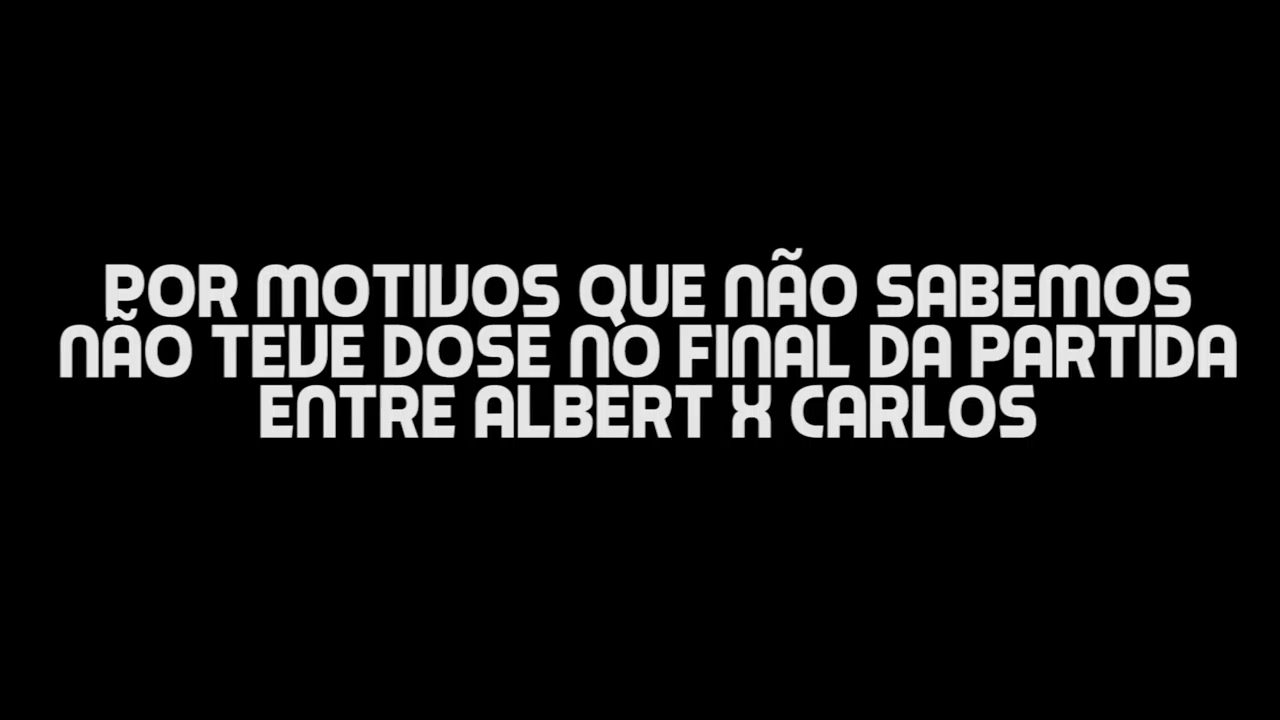 POR MOTIVOS QUE NÃO SABEMOS
NÃO TEVE DOSE NO FINAL DA PARTIDA
ENTRE ALBERT X CARLOS